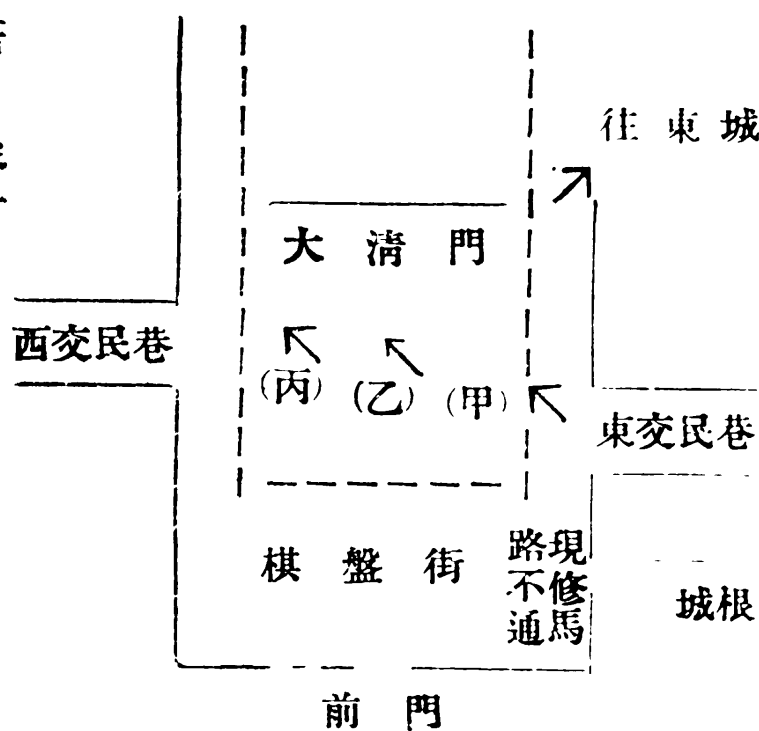 往東城
大淸門
西交民巷
(丙) (乙) (甲)
東交民巷
棋盤街
現修馬
路不通
城根
前門